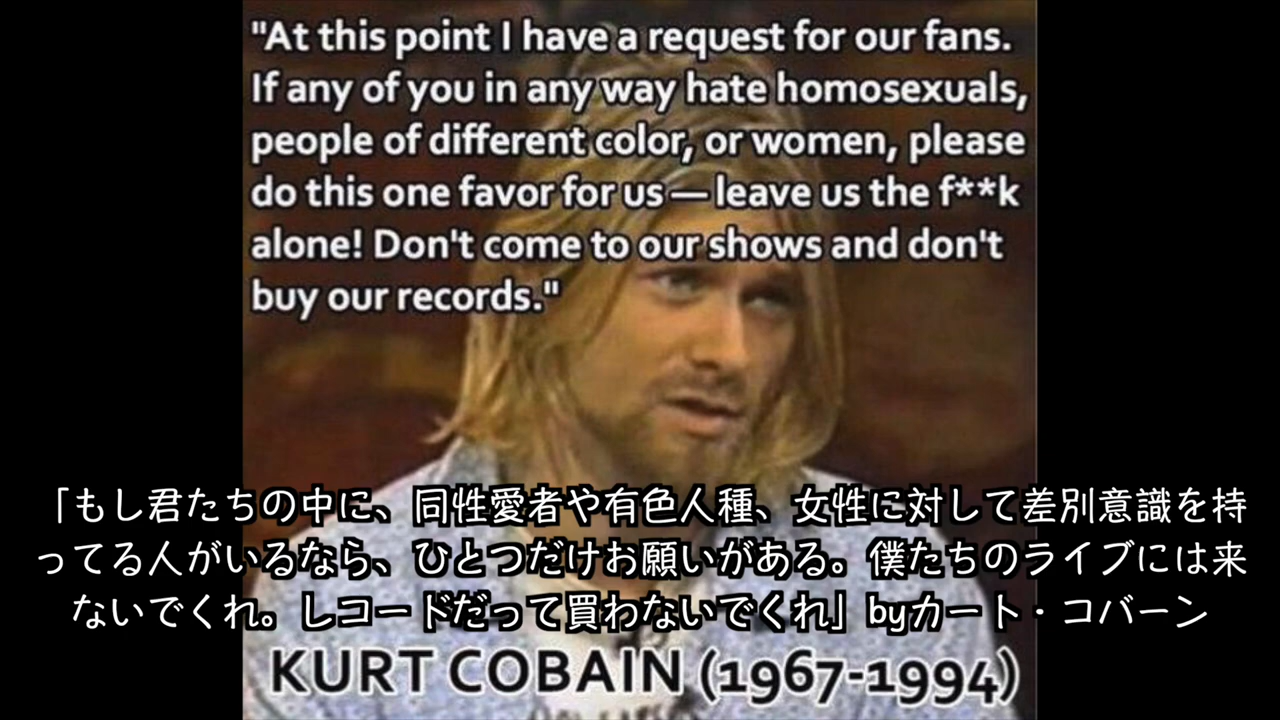 "At this point I have a request for our fans.
If any of you in any way hate homosexuals,
people of different color, or women, please
do this one favor for us — leave us the f**k
alone! Don't come to our shows and don't
buy our records."
「もし君たちの中に、同性愛者や有色人種、女性に対して差別意識を持
ってる人がいるなら、ひとつだけお願いがある。僕たちのライブには来
ないでくれ。レコードだって買わないでくれ」byカート・コバーン
KURT COBAIN (1967-1994)